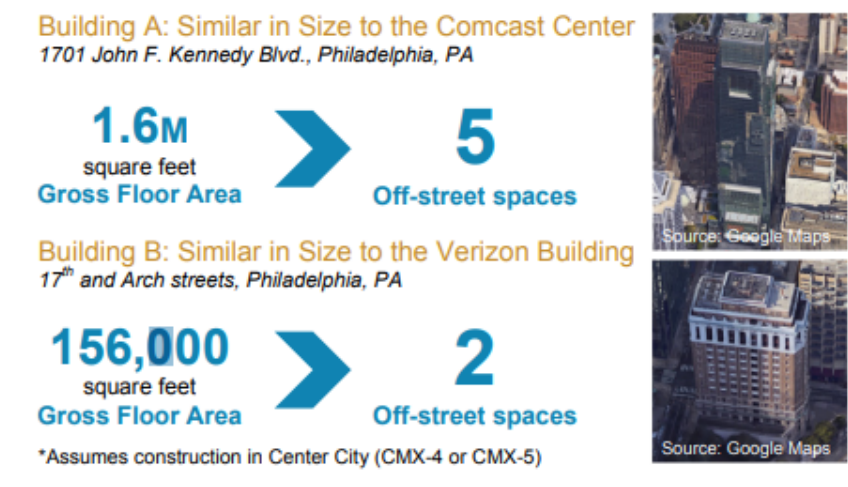 Building A: Similar in Size to the Comcast Center
1701 John F. Kennedy Blvd., Philadelphia, PA
1.6M
square feet
Gross Floor Area
5
Off-street spaces
Source: Google Maps
Building B: Similar in Size to the Verizon Building
17th and Arch streets, Philadelphia, PA
156,000
square feet
Gross Floor Area
2
Off-street spaces
Source: Google Maps
*Assumes construction in Center City (CMX-4 or CMX-5)